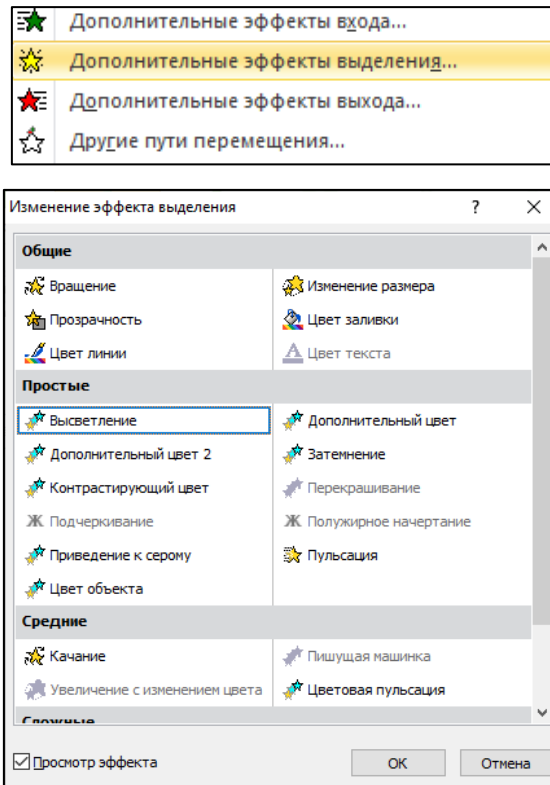 Дополнительные эффекты входа...
Дополнительные эффекты выделения...
Дополнительные эффекты выхода...
Другие пути перемещения...
Изменение эффекта выделения ? ×
Общие
Вращение Изменение размера
Прозрачность Цвет заливки
Цвет линии Цвет текста
Простые
Высветление Дополнительный цвет
Дополнительный цвет 2 Затемнение
Контрастирующий цвет Перекрашивание
Подчеркивание Полужирное начертание
Приведение к серому Пульсация
Цвет объекта
Средние
Качание Пишущая машинка
Увеличение с изменением цвета Цветовая пульсация
Сложные
Просмотр эффекта ОК Отмена